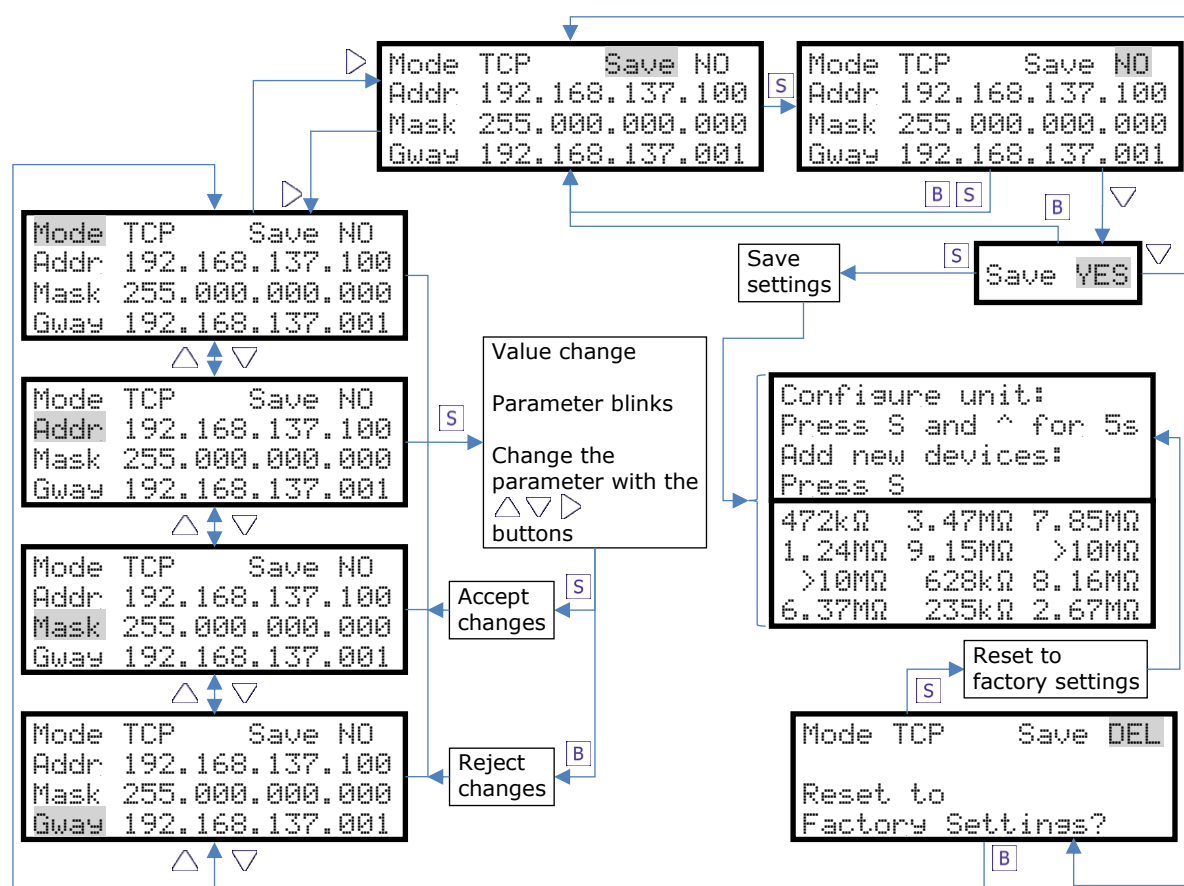 Mode TCP Save NO
Addr 192.168.137.100
Mask 255.000.000.000
Gway 192.168.137.001
S
Mode TCP Save NO
Addr 192.168.137.100
Mask 255.000.000.000
Gway 192.168.137.001
B S
B
S
Save YES
Save
settings
Mode TCP Save NO
Addr 192.168.137.100
Mask 255.000.000.000
Gway 192.168.137.001
Mode TCP Save NO
Addr 192.168.137.100
Mask 255.000.000.000
Gway 192.168.137.001
Mode TCP Save NO
Addr 192.168.137.100
Mask 255.000.000.000
Gway 192.168.137.001
Mode TCP Save NO
Addr 192.168.137.100
Mask 255.000.000.000
Gway 192.168.137.001
S
Value change
Parameter blinks
Change the
parameter with the
buttons
S
Accept
changes
B
Reject
changes
Configure unit:
Press S and ^ for 5s
Add new devices:
Press S
472kΩ 3.47MΩ 7.85MΩ
1.24MΩ 9.15MΩ >10MΩ
>10MΩ 628kΩ 8.16MΩ
6.37MΩ 235kΩ 2.67MΩ
Reset to
factory settings
S
Mode TCP Save DEL
Reset to
Factory Settings?
B